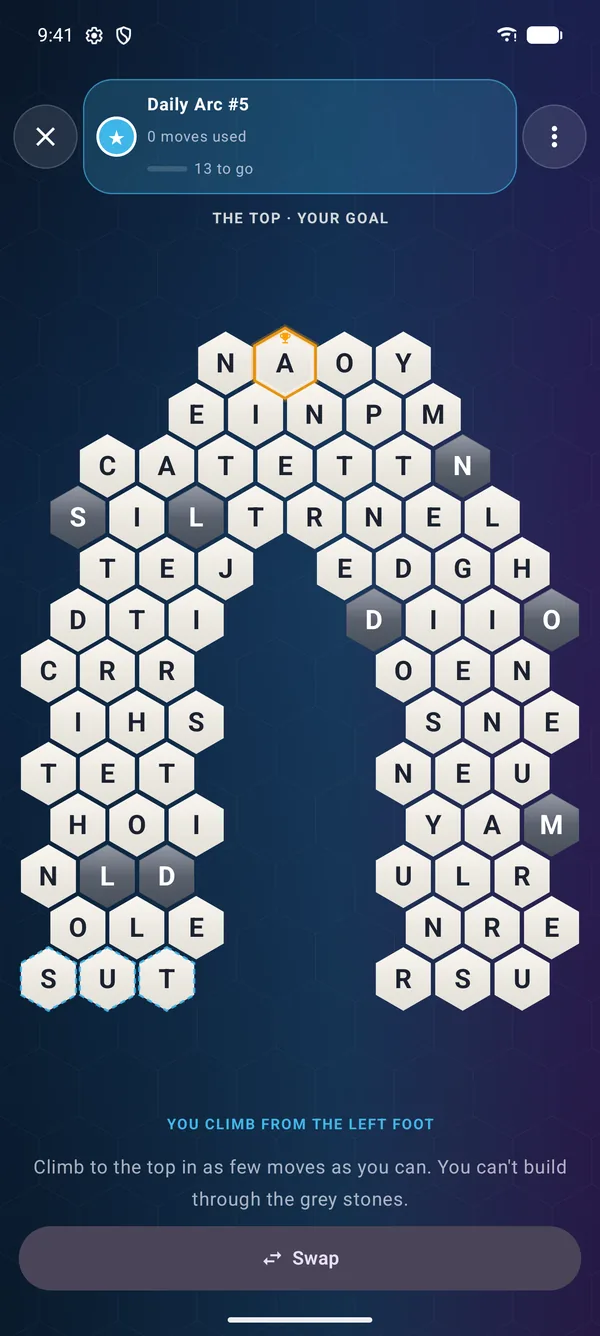 9:41
Daily Arc #5
0 moves used
13 to go
THE TOP · YOUR GOAL
N A O Y
E I N P M
C A T E T T N
S I L T R N E L
T E J E D G H
D T I D I I O
C R R O E N
I H S S N E
T E T N E U
H O I Y A M
N L D U L R
O L E N R E
S U T R S U
YOU CLIMB FROM THE LEFT FOOT
Climb to the top in as few moves as you can. You can't build
through the grey stones.
Swap